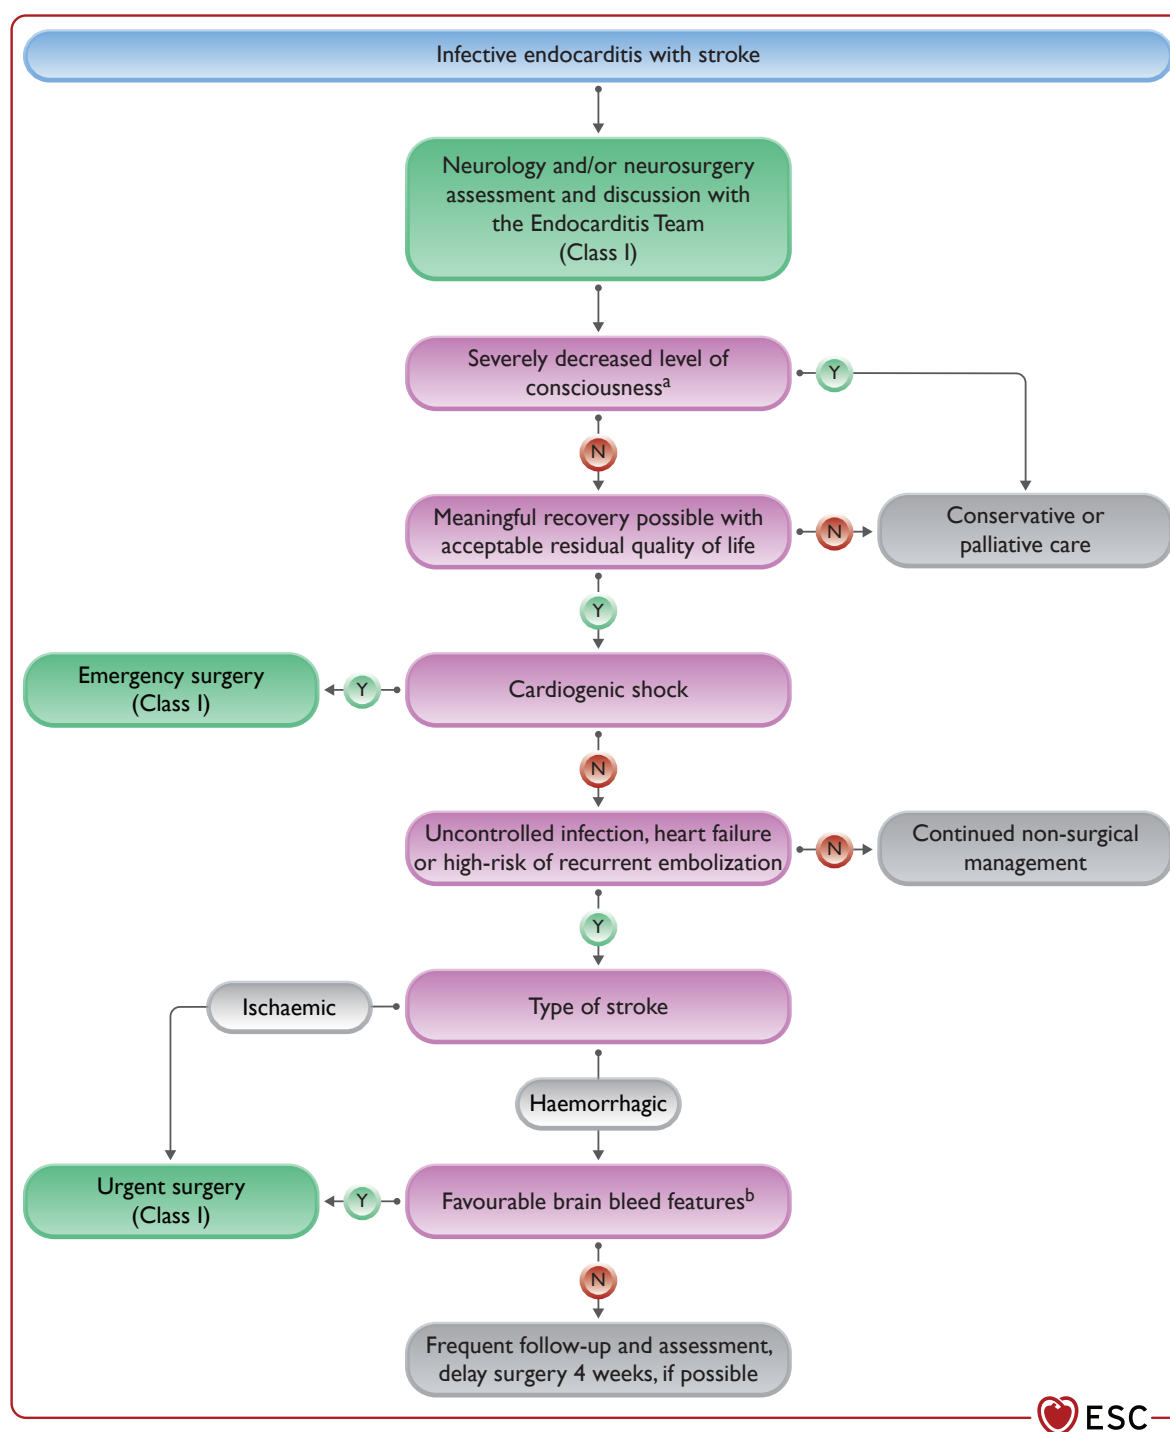 Infective endocarditis with stroke
Neurology and/or neurosurgery
assessment and discussion with
the Endocarditis Team
(Class I)
Severely decreased level of
consciousnessᵃ
Y
N
Meaningful recovery possible with
acceptable residual quality of life
N
Conservative or
palliative care
Y
Emergency surgery
(Class I)
Y
Cardiogenic shock
N
Uncontrolled infection, heart failure
or high-risk of recurrent embolization
N
Continued non-surgical
management
Y
Ischaemic
Type of stroke
Haemorrhagic
Urgent surgery
(Class I)
Y
Favourable brain bleed featuresᵇ
N
Frequent follow-up and assessment,
delay surgery 4 weeks, if possible
ESC